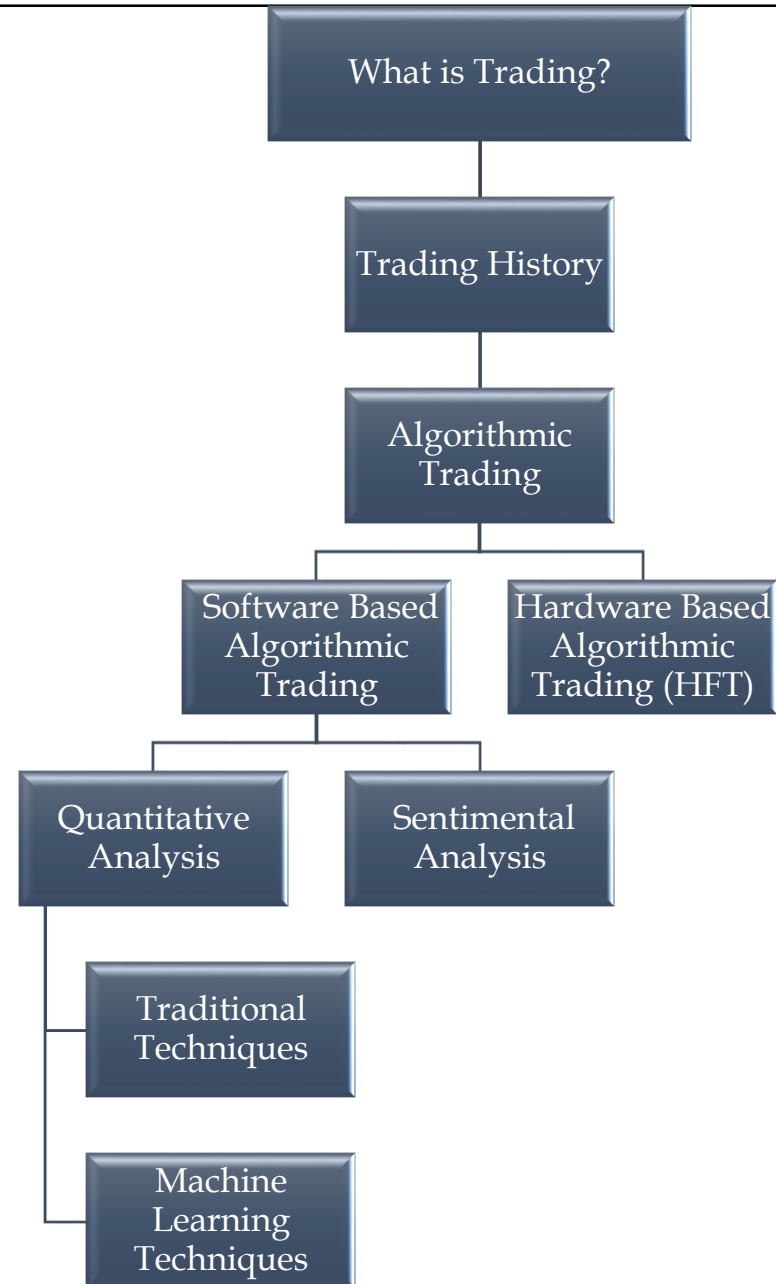 What is Trading?
Trading History
Algorithmic
Trading
Software Based
Algorithmic
Trading
Hardware Based
Algorithmic
Trading (HFT)
Quantitative
Analysis
Sentimental
Analysis
Traditional
Techniques
Machine
Learning
Techniques